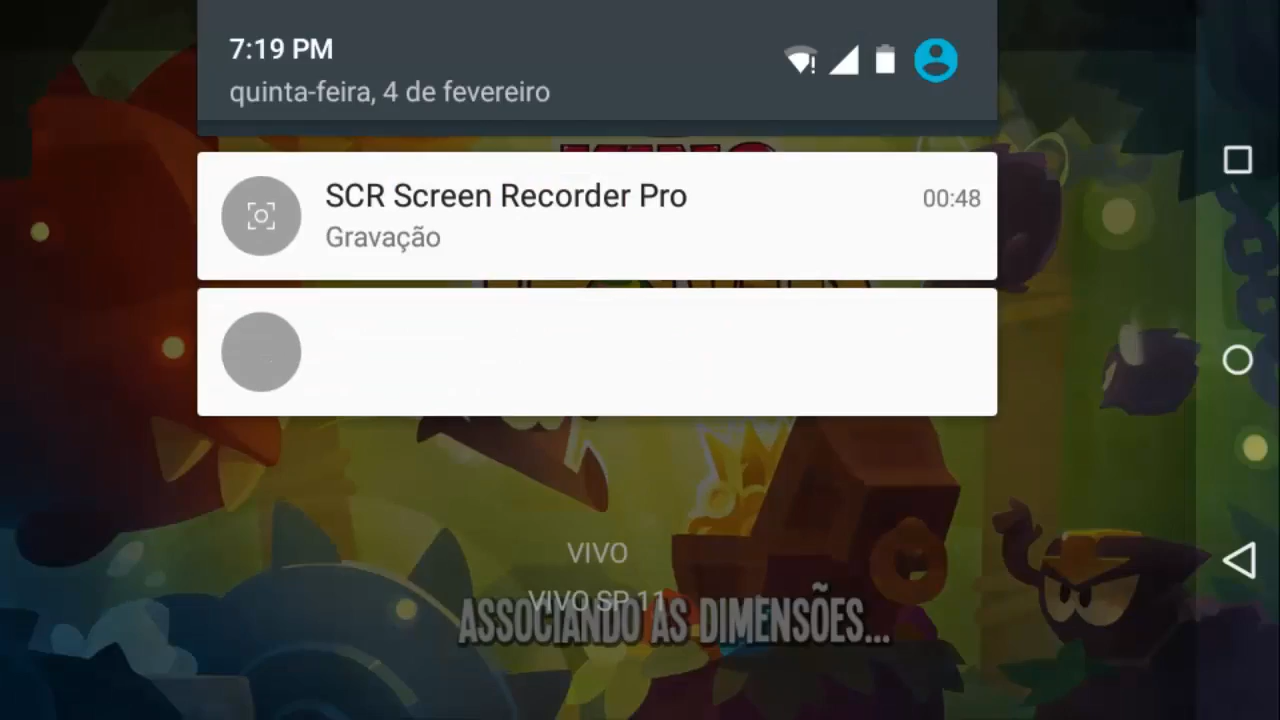 7:19 PM
quinta-feira, 4 de fevereiro
SCR Screen Recorder Pro
00:48
Gravação
VIVO
VIVO SP 11
ASSOCIANDO AS DIMENSÕES...